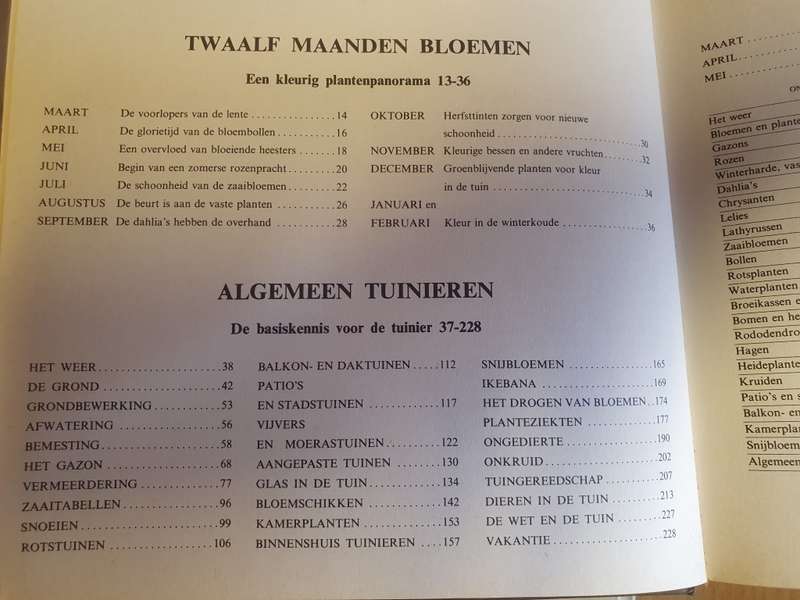 TWAALF MAANDEN BLOEMEN
Een kleurig plantenpanorama 13-36
MAART De voorlopers van de lente ................ 14
APRIL De glorietijd van de bloembollen ........... 16
MEI Een overvloed van bloeiende heesters ....... 18
JUNI Begin van een zomerse rozenpracht .......... 20
JULI De schoonheid van de zaaibloemen ......... 22
AUGUSTUS De beurt is aan de vaste planten ............ 26
SEPTEMBER De dahlia's hebben de overhand ........... 28
OKTOBER Herfsttinten zorgen voor nieuwe
schoonheid ........................... 30
NOVEMBER Kleurige bessen en andere vruchten....... 32
DECEMBER Groenblijvende planten voor kleur
in de tuin ............................ 34
JANUARI en
FEBRUARI Kleur in de winterkoude ............... 36
ALGEMEEN TUINIEREN
De basiskennis voor de tuinier 37-228
HET WEER ...................... 38
DE GROND .................... 42
GRONDBEWERKING ............ 53
AFWATERING .................. 56
BEMESTING ..................... 58
HET GAZON .................... 68
VERMEERDERING .............. 77
ZAAITABELLEN ................. 96
SNOEIEN ........................ 99
ROTSTUINEN ................... 106
BALKON- EN DAKTUINEN ..... 112
PATIO'S
EN STADSTUINEN ............. 117
VIJVERS
EN MOERASTUINEN ........... 122
AANGEPASTE TUINEN ......... 130
GLAS IN DE TUIN .............. 134
BLOEMSCHIKKEN .............. 142
KAMERPLANTEN .............. 153
BINNENSHUIS TUINIEREN .... 157
SNIJBLOEMEN ................. 165
IKEBANA ...................... 169
HET DROGEN VAN BLOEMEN .. 174
PLANTEZIEKTEN .............. 177
ONGEDIERTE ................... 190
ONKRUID ....................... 202
TUINGEREEDSCHAP ............ 207
DIEREN IN DE TUIN ............ 213
DE WET EN DE TUIN ........... 227
VAKANTIE ...................... 228
MAART
APRIL
MEI
Het weer
Bloemen en plante
Gazons
Rozen
Winterharde, vas
Dahlia's
Chrysanten
Lelies
Lathyrussen
Zaaibloemen
Bollen
Rotsplanten
Waterplanten
Broeikassen e
Bomen en he
Rododendro
Hagen
Heideplante
Kruiden
Patio's en s
Balkon- en
Kamerplan
Snijbloem
Algemeen